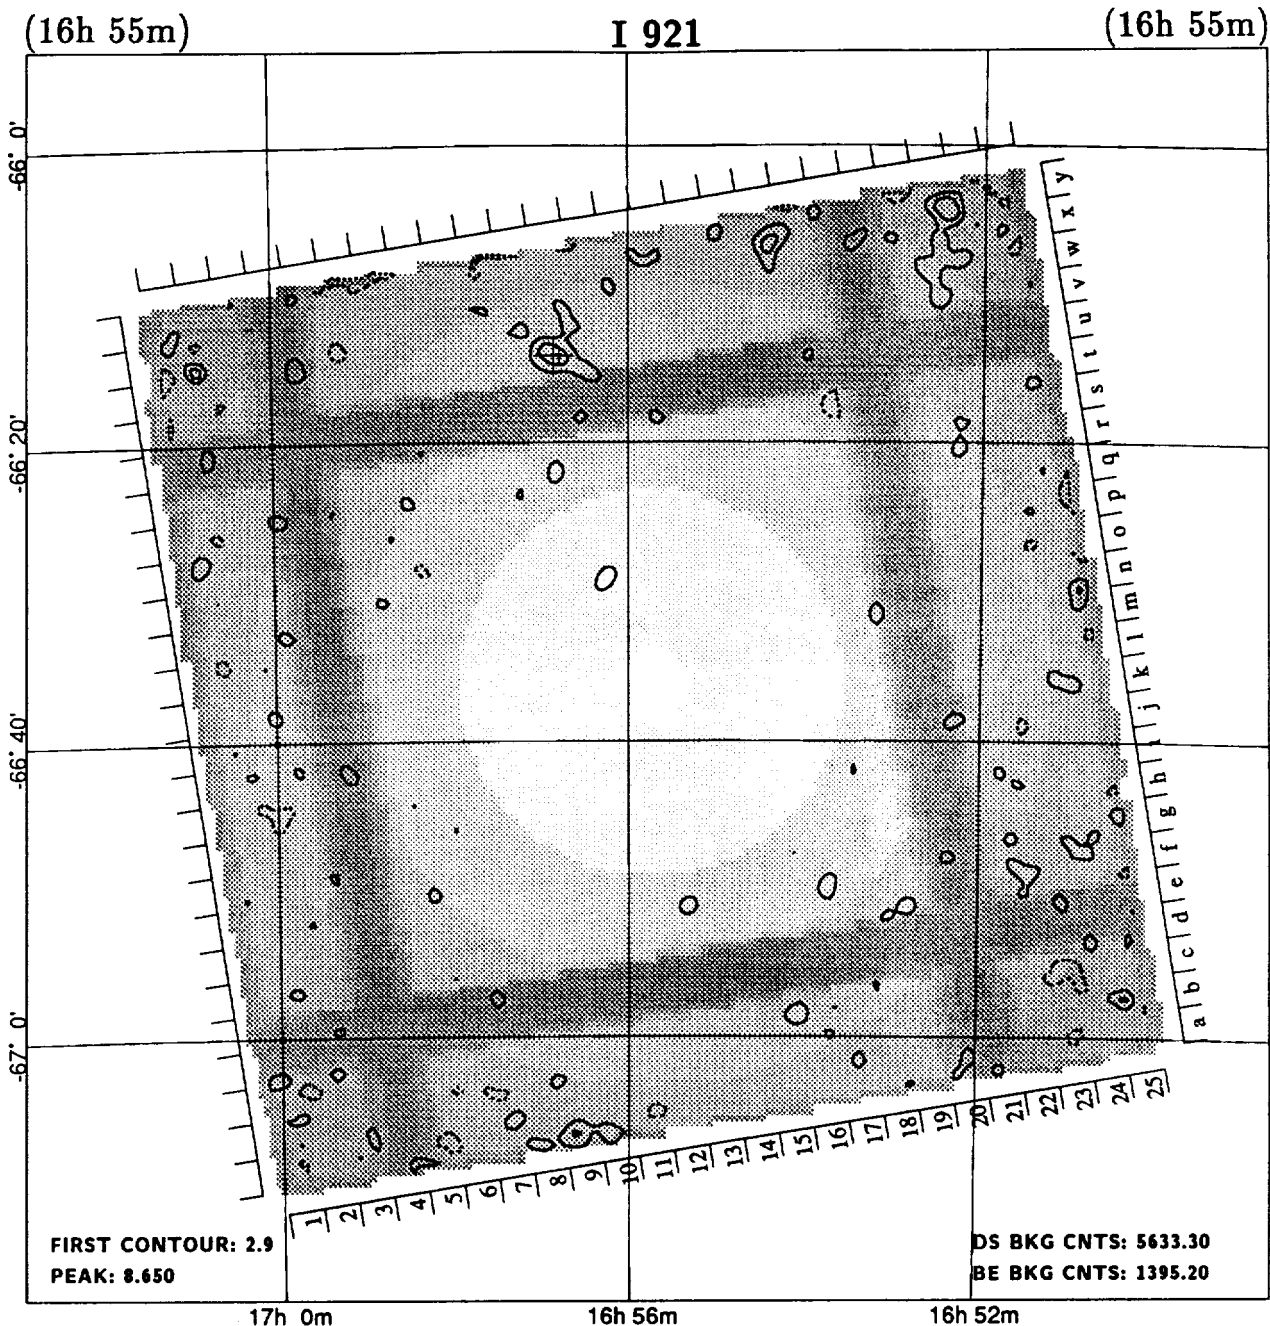 (16h 55m) I 921 (16h 55m)
-66° 0'
-66° 20'
-66° 40'
-67° 0'
y
x
w
v
u
t
s
r
q
p
o
n
m
l
k
j
i
h
g
f
e
d
c
b
a
1 2 3 4 5 6 7 8 9 10 11 12 13 14 15 16 17 18 19 20 21 22 23 24 25
FIRST CONTOUR: 2.9 DS BKG CNTS: 5633.30
PEAK: 8.650 BE BKG CNTS: 1395.20
17h 0m 16h 56m 16h 52m